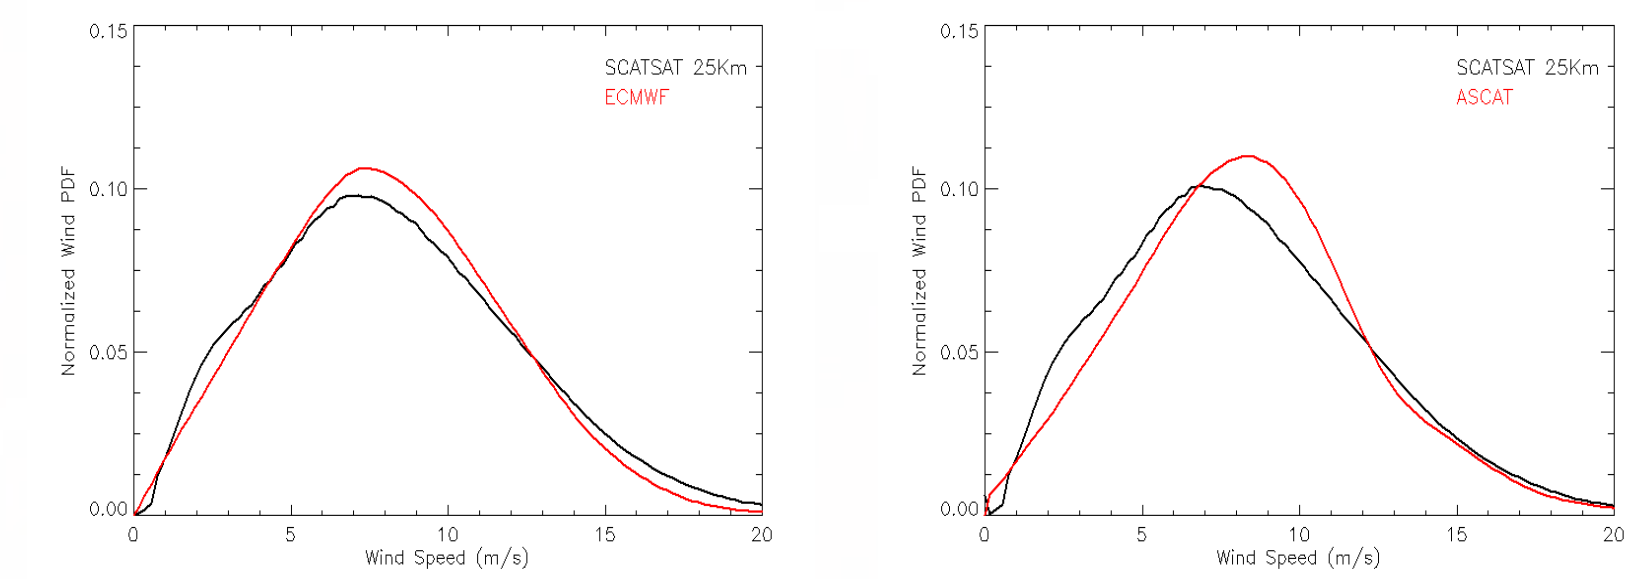 0.15
SCATSAT 25Km
ECMWF
0.10
Normalized Wind PDF
0.05
0.00
0 5 10 15 20
Wind Speed (m/s)
0.15
SCATSAT 25Km
ASCAT
0.10
Normalized Wind PDF
0.05
0.00
0 5 10 15 20
Wind Speed (m/s)